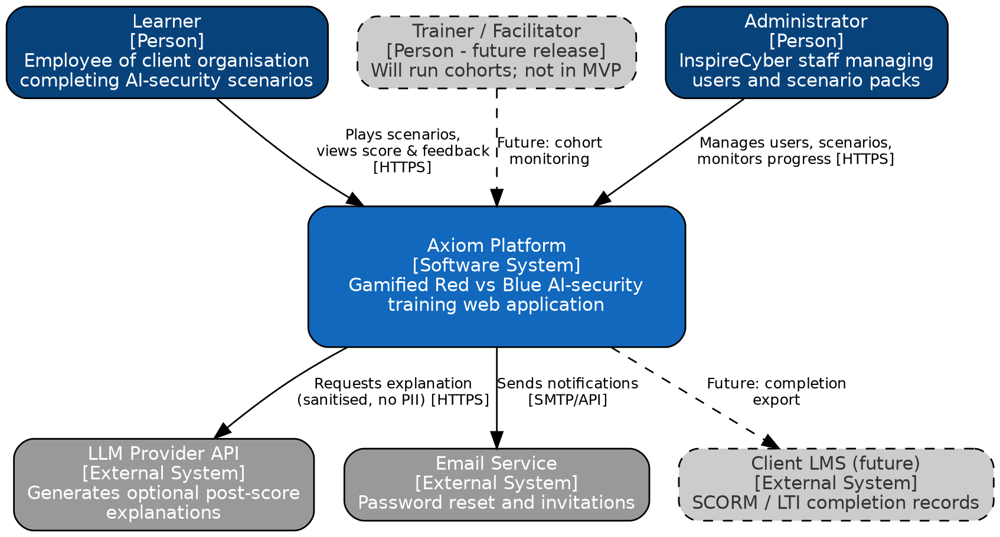 Learner
[Person]
Employee of client organisation
completing AI-security scenarios
Trainer / Facilitator
[Person - future release]
Will run cohorts; not in MVP
Administrator
[Person]
InspireCyber staff managing
users and scenario packs
Plays scenarios,
views score & feedback
[HTTPS]
Future: cohort
monitoring
Manages users, scenarios,
monitors progress [HTTPS]
Axiom Platform
[Software System]
Gamified Red vs Blue AI-security
training web application
Requests explanation
(sanitised, no PII) [HTTPS]
Sends notifications
[SMTP/API]
Future: completion
export
LLM Provider API
[External System]
Generates optional post-score
explanations
Email Service
[External System]
Password reset and invitations
Client LMS (future)
[External System]
SCORM / LTI completion records